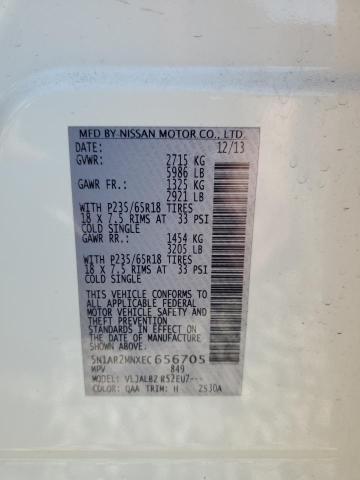 MFD BY NISSAN MOTOR CO., LTD.
DATE: 12/13
GVWR: 2715 KG
5986 LB
GAWR FR.: 1325 KG
2921 LB
WITH P235/65R18 TIRES
18 X 7.5 RIMS AT 33 PSI
COLD SINGLE
GAWR RR.: 1454 KG
3205 LB
WITH P235/65R18 TIRES
18 X 7.5 RIMS AT 33 PSI
COLD SINGLE
THIS VEHICLE CONFORMS TO
ALL APPLICABLE FEDERAL
MOTOR VEHICLE SAFETY AND
THEFT PREVENTION
STANDARDS IN EFFECT ON
THE DATE OF MANUFACTURE
SHOWN ABOVE.
5N1AR2MNXEC656705
MPV 849
MODEL: VLJALBZ R52EUZ---
COLOR: QAA TRIM: H 2530A